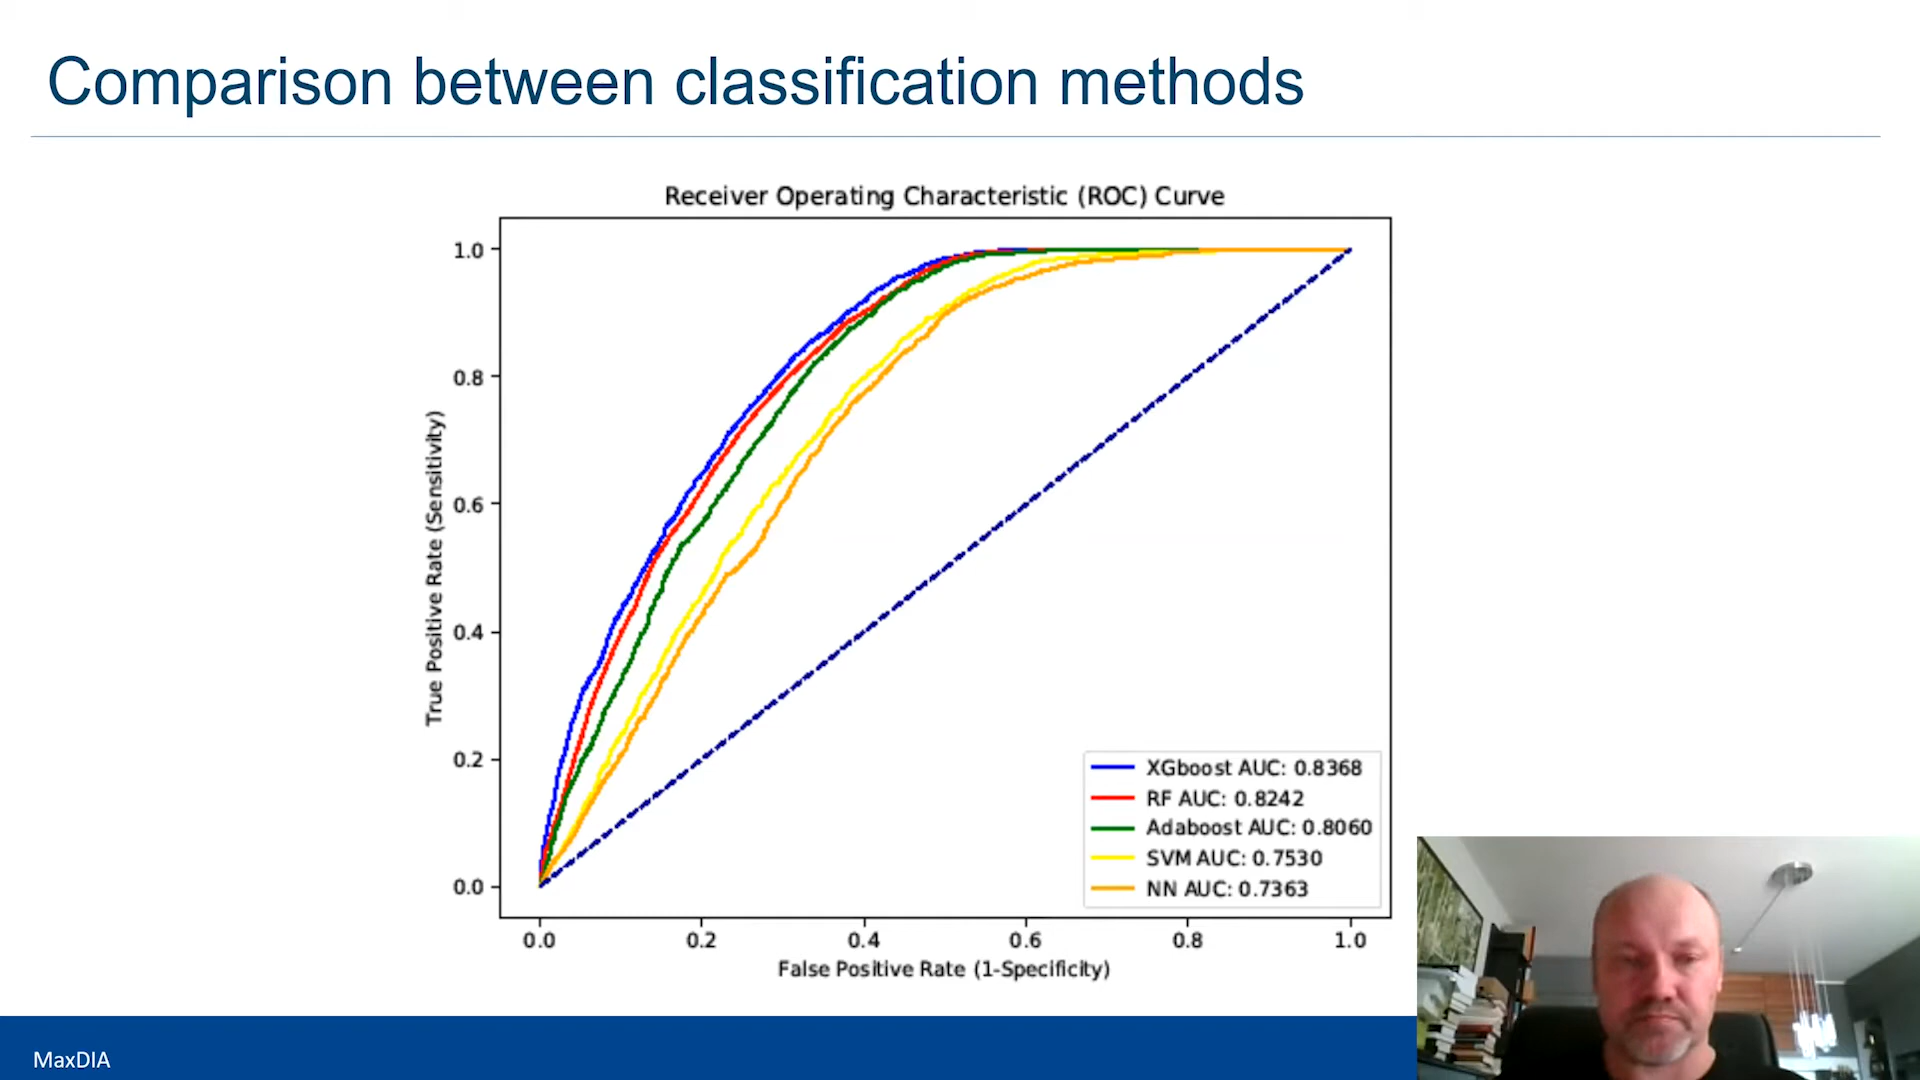 Comparison between classification methods
Receiver Operating Characteristic (ROC) Curve
1.0
0.8
0.6
0.4
0.2
0.0
True Positive Rate (Sensitivity)
XGboost AUC: 0.8368
RF AUC: 0.8242
Adaboost AUC: 0.8060
SVM AUC: 0.7530
NN AUC: 0.7363
0.0 0.2 0.4 0.6 0.8 1.0
False Positive Rate (1-Specificity)
MaxDIA